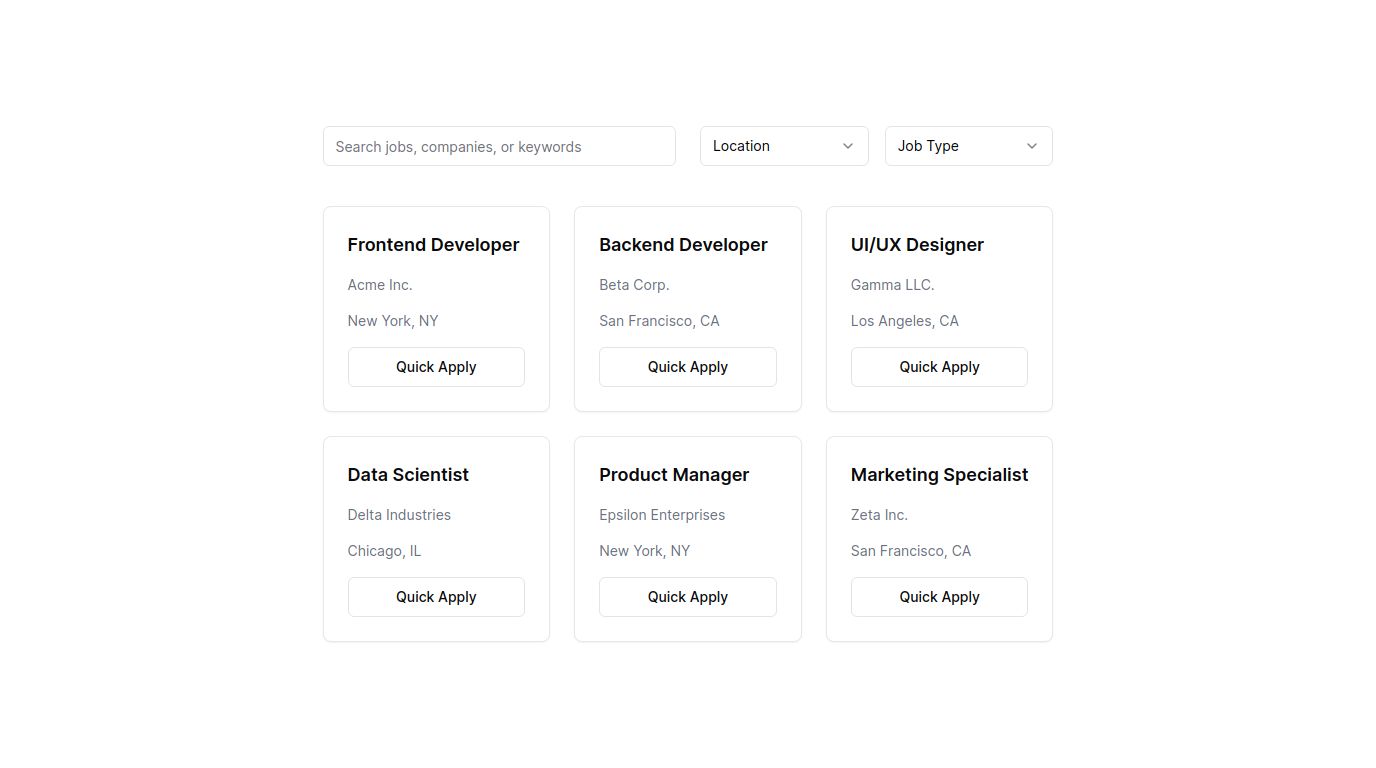 Search jobs, companies, or keywords
Location
Job Type
Frontend Developer
Acme Inc.
New York, NY
Quick Apply
Backend Developer
Beta Corp.
San Francisco, CA
Quick Apply
UI/UX Designer
Gamma LLC.
Los Angeles, CA
Quick Apply
Data Scientist
Delta Industries
Chicago, IL
Quick Apply
Product Manager
Epsilon Enterprises
New York, NY
Quick Apply
Marketing Specialist
Zeta Inc.
San Francisco, CA
Quick Apply